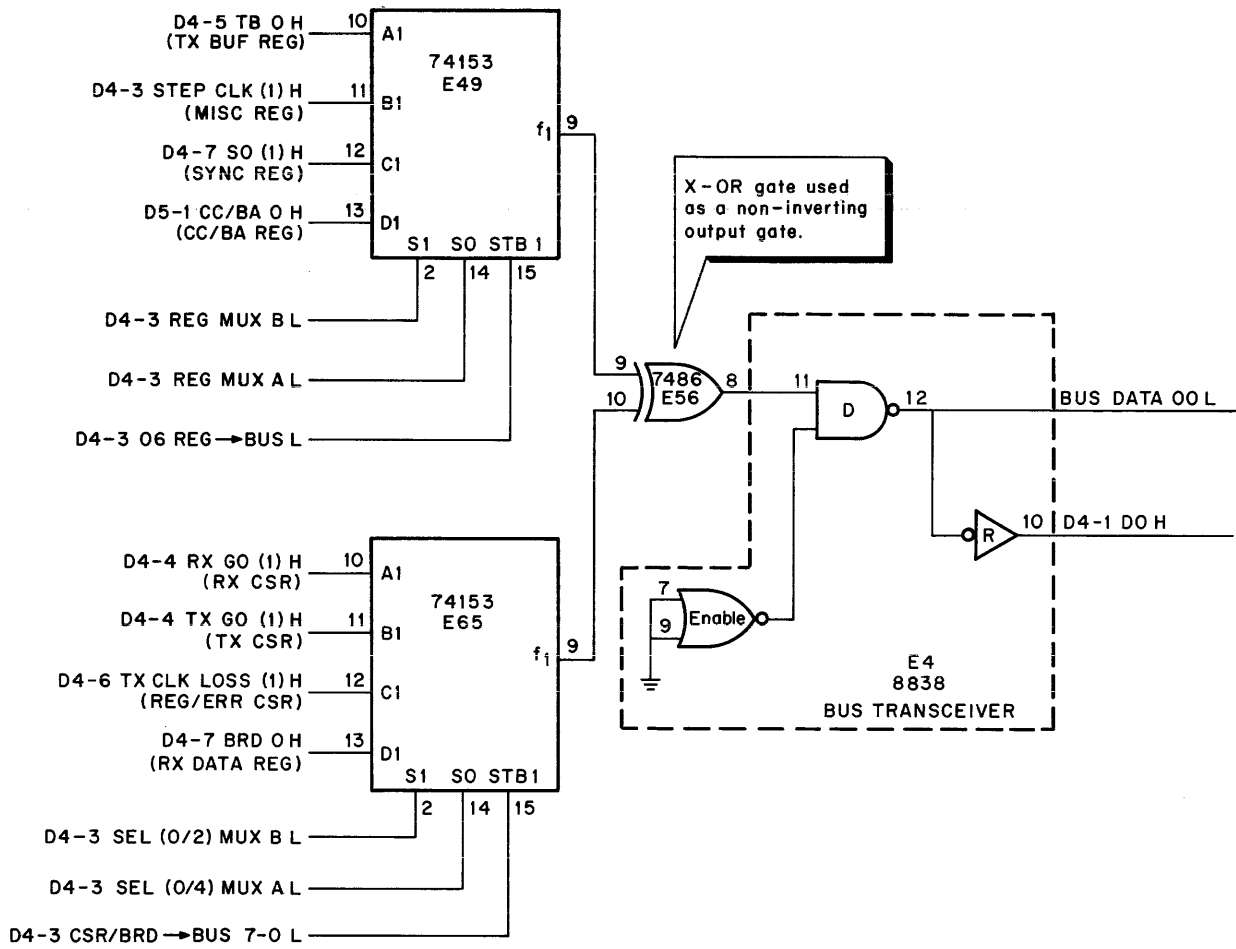 D4-5 TB 0 H
(TX BUF REG)
10
A1
74153
E49
D4-3 STEP CLK (1) H
(MISC REG)
11
B1
f1
9
D4-7 S0 (1) H
(SYNC REG)
12
C1
D5-1 CC/BA 0 H
(CC/BA REG)
13
D1
S1
S0
STB 1
2
14
15
X-OR gate used
as a non-inverting
output gate.
D4-3 REG MUX B L
D4-3 REG MUX A L
D4-3 06 REG→BUS L
9
10
7486
E56
8
11
D
12
BUS DATA 00 L
R
10
D4-1 D0 H
7
9
Enable
E4
8838
BUS TRANSCEIVER
D4-4 RX GO (1) H
(RX CSR)
10
A1
74153
E65
D4-4 TX GO (1) H
(TX CSR)
11
B1
f1
9
D4-6 TX CLK LOSS (1) H
(REG/ERR CSR)
12
C1
D4-7 BRD 0 H
(RX DATA REG)
13
D1
S1
S0
STB 1
2
14
15
D4-3 SEL (0/2) MUX B L
D4-3 SEL (0/4) MUX A L
D4-3 CSR/BRD→BUS 7-0 L